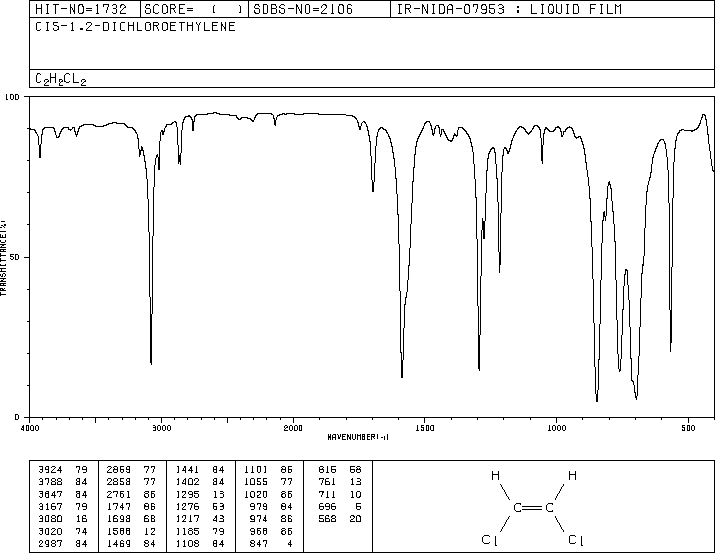 HIT-NO=1732 SCORE= ( ) SDBS-NO=2106 IR-NIDA-07953 : LIQUID FILM
CIS-1.2-DICHLOROETHYLENE
C2H2CL2
100
TRANSMITTANCE(%)
50
0
4000 3000 2000 1500 1000 500
WAVENUMBER(-1)
3924 79 2869 77 1441 84 1101 86 815 58
3788 84 2858 77 1402 84 1055 77 761 13
3647 84 2761 86 1295 13 1020 86 711 10
3167 79 1747 86 1276 53 979 84 696 5
3080 16 1698 68 1217 43 974 86 568 20
3020 74 1588 12 1185 79 968 86
2987 84 1469 84 1108 84 847 4
H H
C C
Cl Cl